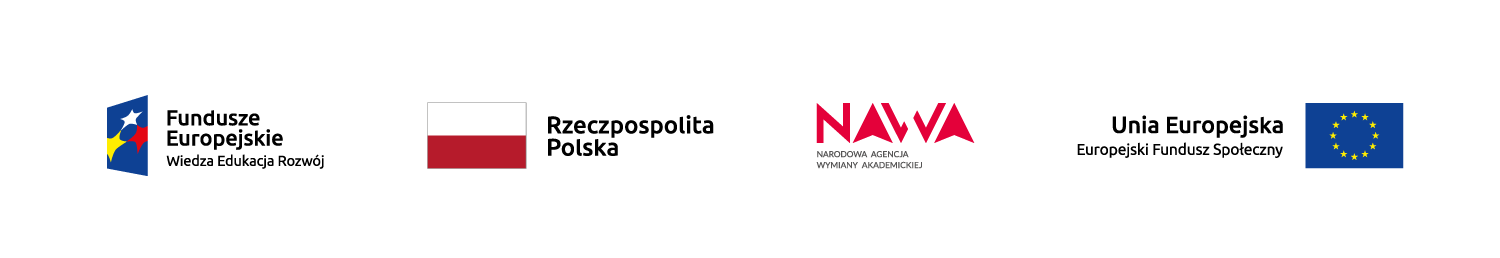 Fundusze
Europejskie
Wiedza Edukacja Rozwój
Rzeczpospolita
Polska
NAWA
NARODOWA AGENCJA
WYMIANY AKADEMICKIEJ
Unia Europejska
Europejski Fundusz Społeczny